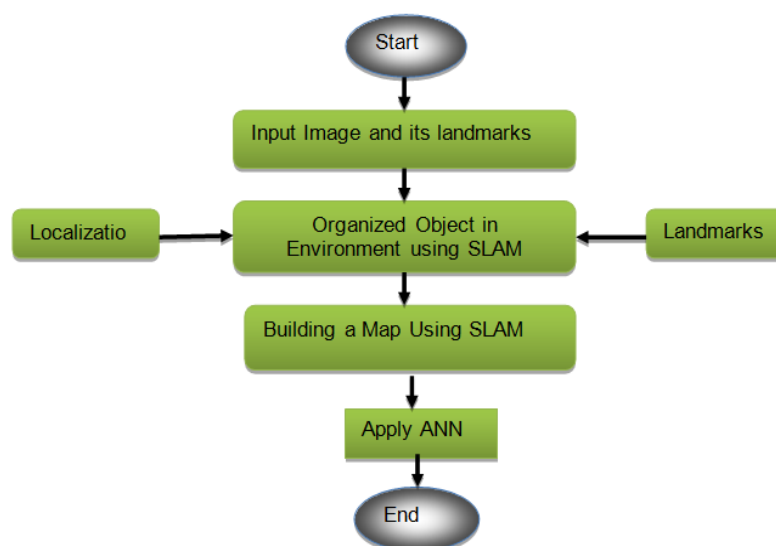 Start
Input Image and its landmarks
Localizatio
Organized Object in
Environment using SLAM
Landmarks
Building a Map Using SLAM
Apply ANN
End